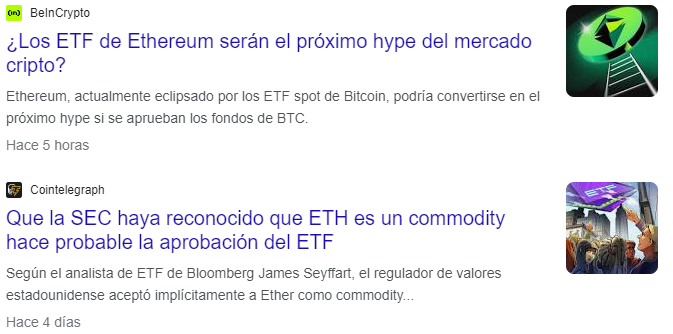 BeInCrypto
¿Los ETF de Ethereum serán el próximo hype del mercado
cripto?
Ethereum, actualmente eclipsado por los ETF spot de Bitcoin, podría convertirse en el
próximo hype si se aprueban los fondos de BTC.
Hace 5 horas
Cointelegraph
Que la SEC haya reconocido que ETH es un commodity
hace probable la aprobación del ETF
Según el analista de ETF de Bloomberg James Seyffart, el regulador de valores
estadounidense aceptó implícitamente a Ether como commodity...
Hace 4 días
ETF